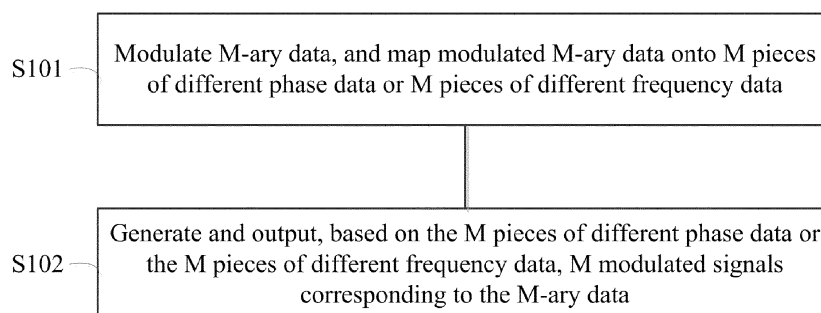 S101
Modulate M-ary data, and map modulated M-ary data onto M pieces
of different phase data or M pieces of different frequency data
S102
Generate and output, based on the M pieces of different phase data or
the M pieces of different frequency data, M modulated signals
corresponding to the M-ary data